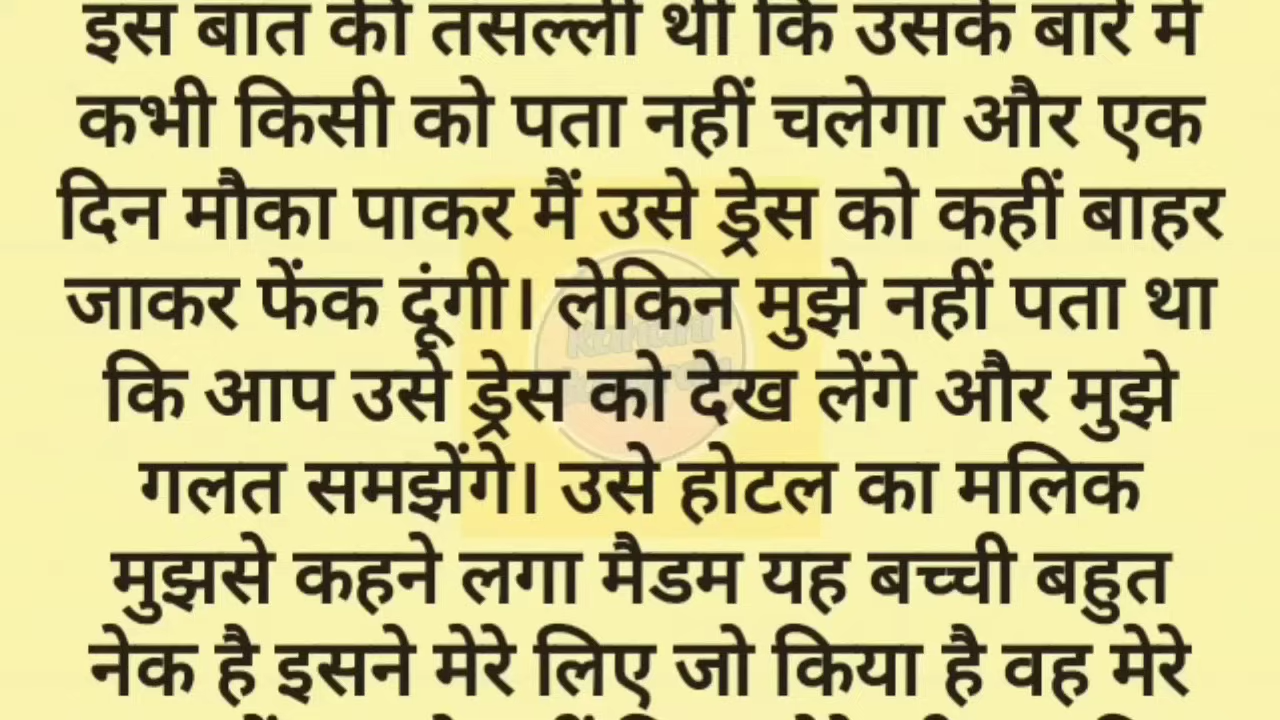 इस बात की तसल्ली थी कि उसके बारे में
कभी किसी को पता नहीं चलेगा और एक
दिन मौका पाकर मैं उसे ड्रेस को कहीं बाहर
जाकर फेंक दूंगी। लेकिन मुझे नहीं पता था
कि आप उसे ड्रेस को देख लेंगे और मुझे
गलत समझेंगे। उसे होटल का मलिक
मुझसे कहने लगा मैडम यह बच्ची बहुत
नेक है इसने मेरे लिए जो किया है वह मेरे